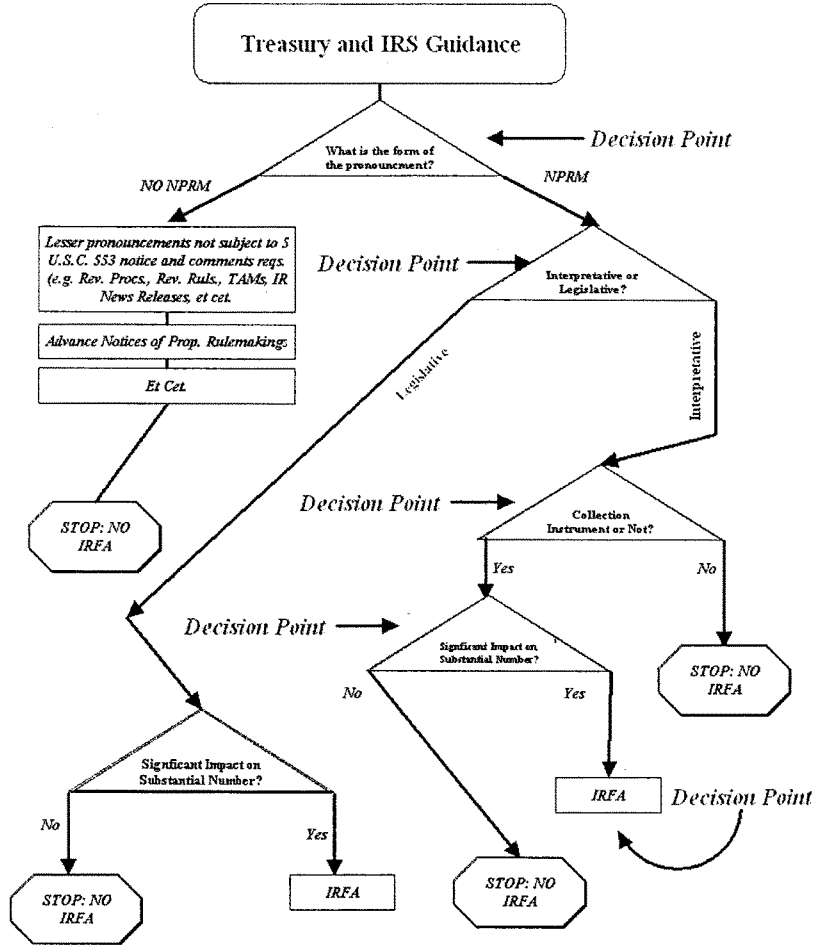 Treasury and IRS Guidance
Decision Point
What is the form of
the pronouncment?
NO NPRM
NPRM
Lesser pronouncements not subject to 5
U.S.C. 553 notice and comments reqs.
(e.g. Rev. Procs., Rev. Ruls., TAMs, IR
News Releases, et cet.
Decision Point
Interpretative or
Legislative?
Advance Notices of Prop. Rulemakings
Et Cet.
Legislative
Interpretative
Decision Point
Collection
Instrument or Not?
STOP: NO
IRFA
Yes
No
Decision Point
Signficant Impact on
Substantial Number?
STOP: NO
IRFA
No
Yes
Signficant Impact on
Substantial Number?
IRFA
Decision Point
No
Yes
STOP: NO
IRFA
IRFA
STOP: NO
IRFA